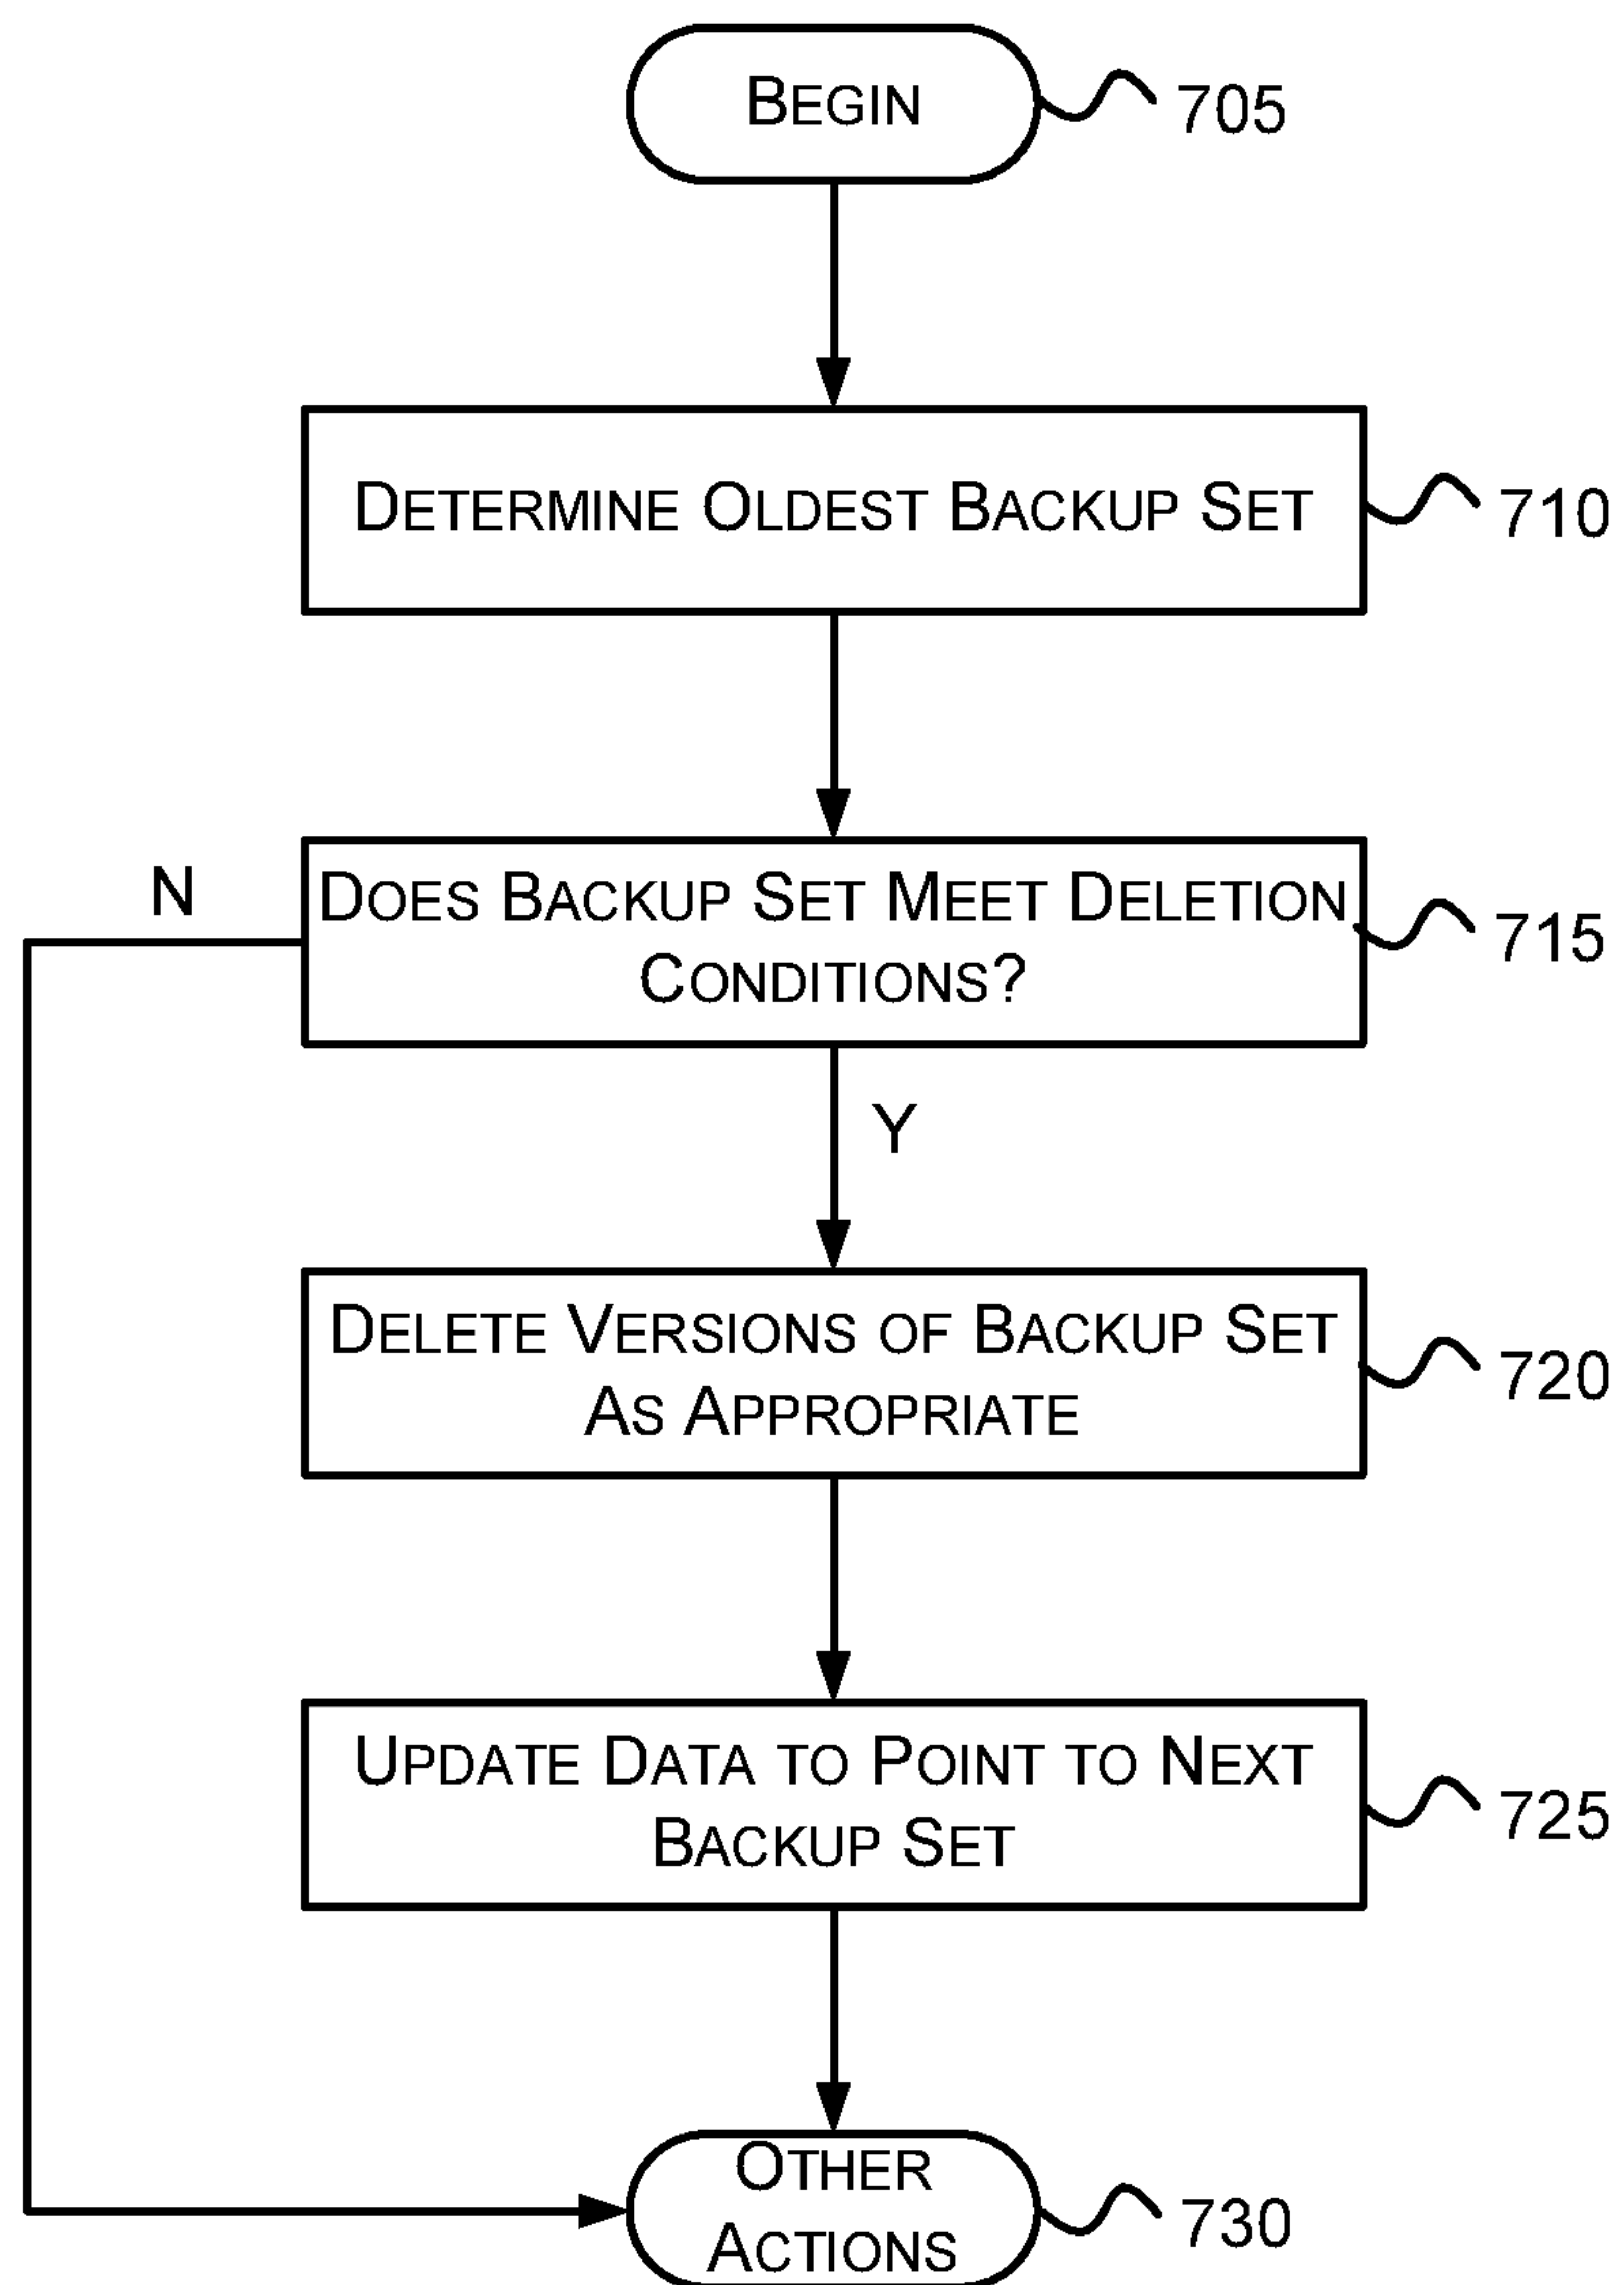 BEGIN
705
DETERMINE OLDEST BACKUP SET
710
N
DOES BACKUP SET MEET DELETION
CONDITIONS?
715
Y
DELETE VERSIONS OF BACKUP SET
AS APPROPRIATE
720
UPDATE DATA TO POINT TO NEXT
BACKUP SET
725
OTHER
ACTIONS
730